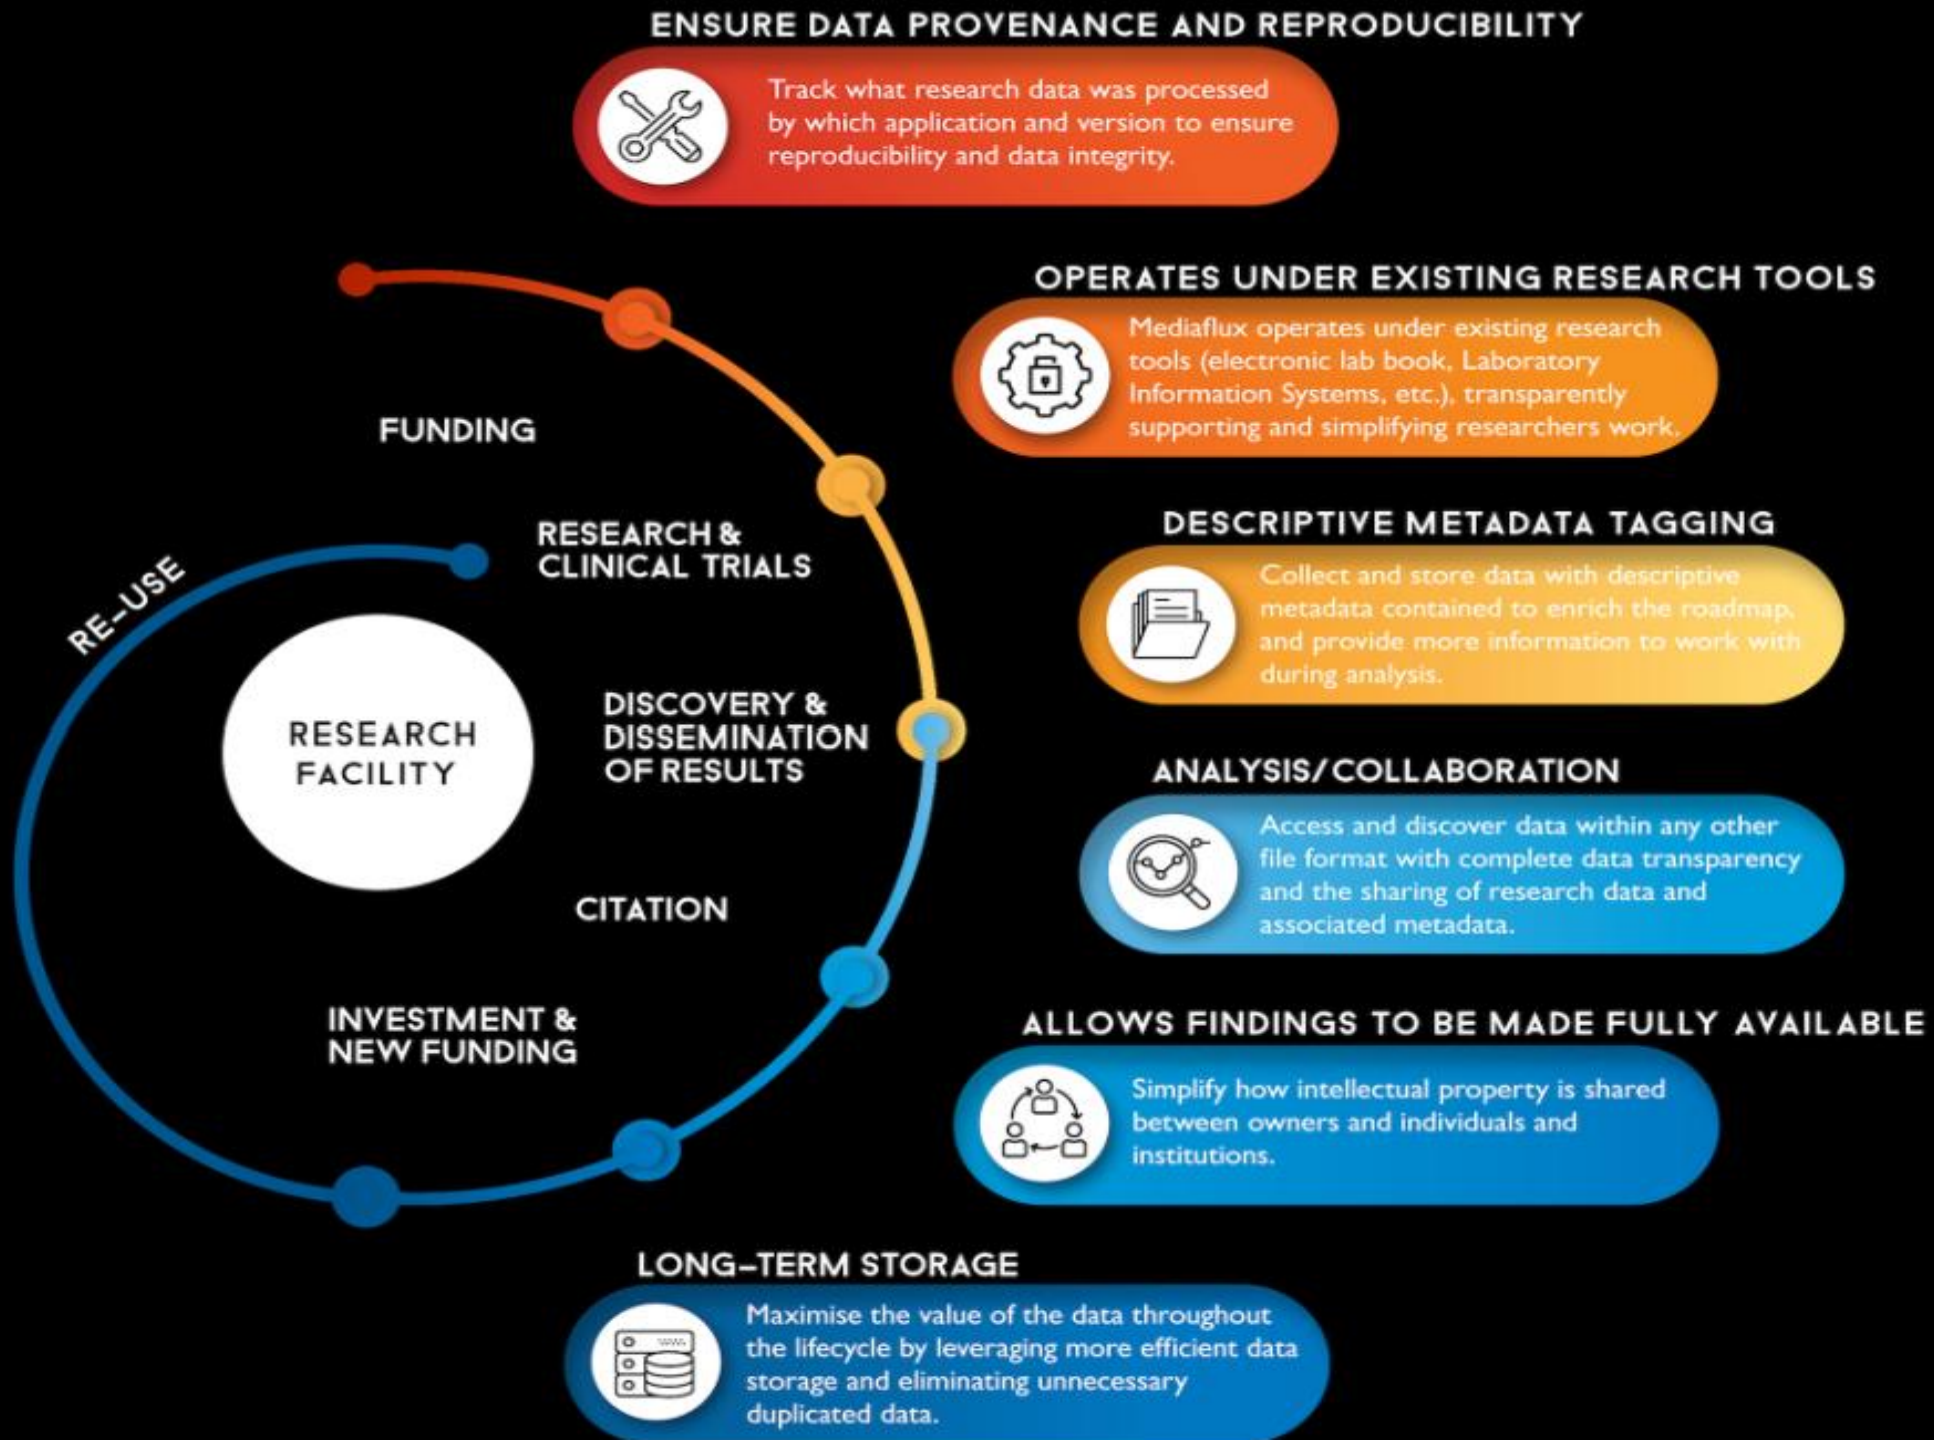 ENSURE DATA PROVENANCE AND REPRODUCIBILITY
Track what research data was processed
by which application and version to ensure
reproducibility and data integrity.
OPERATES UNDER EXISTING RESEARCH TOOLS
Mediaflux operates under existing research
tools (electronic lab book, Laboratory
Information Systems, etc.), transparently
supporting and simplifying researchers work.
DESCRIPTIVE METADATA TAGGING
Collect and store data with descriptive
metadata contained to enrich the roadmap,
and provide more information to work with
during analysis.
ANALYSIS/COLLABORATION
Access and discover data within any other
file format with complete data transparency
and the sharing of research data and
associated metadata.
ALLOWS FINDINGS TO BE MADE FULLY AVAILABLE
Simplify how intellectual property is shared
between owners and individuals and
institutions.
LONG-TERM STORAGE
Maximise the value of the data throughout
the lifecycle by leveraging more efficient data
storage and eliminating unnecessary
duplicated data.
FUNDING
RESEARCH &
CLINICAL TRIALS
DISCOVERY &
DISSEMINATION
OF RESULTS
CITATION
INVESTMENT &
NEW FUNDING
RE-USE
RESEARCH
FACILITY